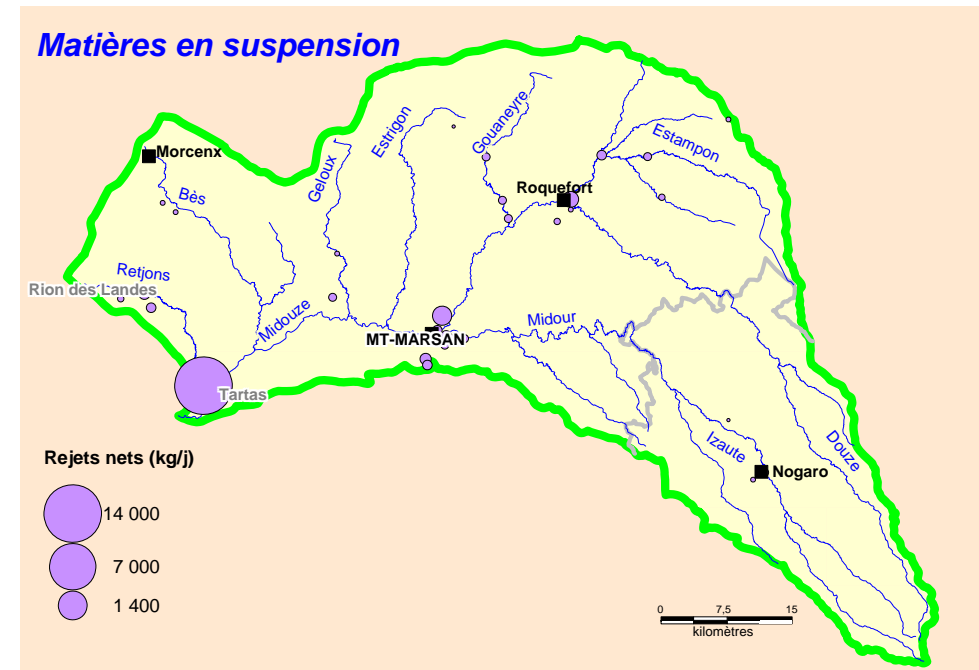 Matières en suspension
Gouaneyre
Estrigon
Estampon
Morcenx
Geloux
Roquefort
Bès
Retjons
Rion des Landes
Midouze
Midour
MT-MARSAN
Tartas
Izaute
Douze
Rejets nets (kg/j)
Nogaro
14 000
7 000
1 400
0 7,5 15
kilomètres